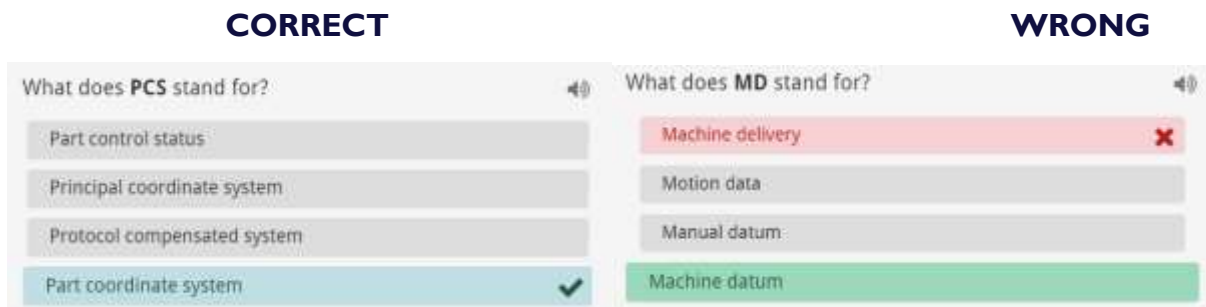 CORRECT
What does PCS stand for?
Part control status
Principal coordinate system
Protocol compensated system
Part coordinate system
WRONG
What does MD stand for?
Machine delivery
Motion data
Manual datum
Machine datum